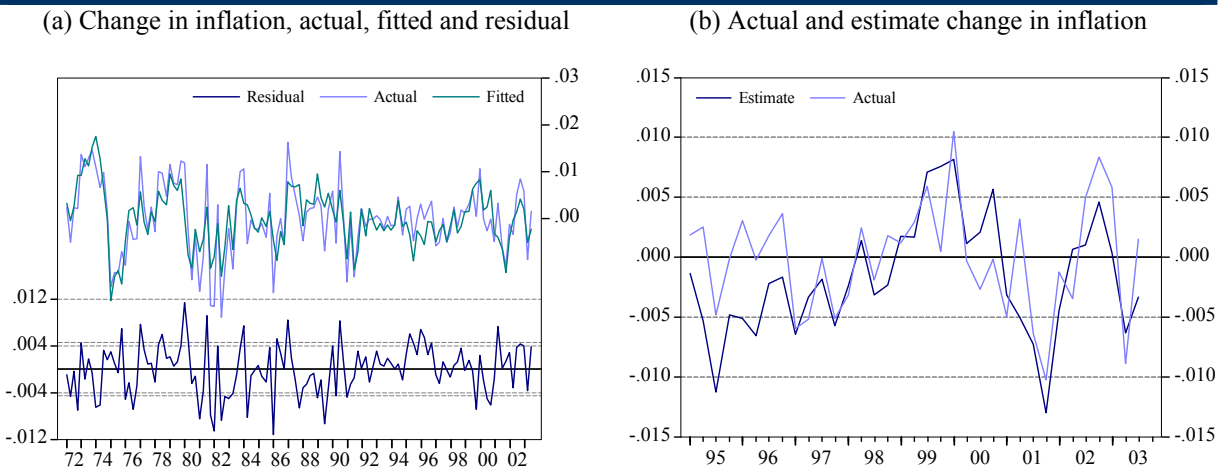 (a) Change in inflation, actual, fitted and residual
.03
Residual Actual Fitted
.02
.01
.00
.012
.004
-.004
-.012
72 74 76 78 80 82 84 86 88 90 92 94 96 98 00 02
(b) Actual and estimate change in inflation
.015 .015
Estimate Actual
.010 .010
.005 .005
.000 .000
-.005 -.005
-.010 -.010
-.015 -.015
95 96 97 98 99 00 01 02 03